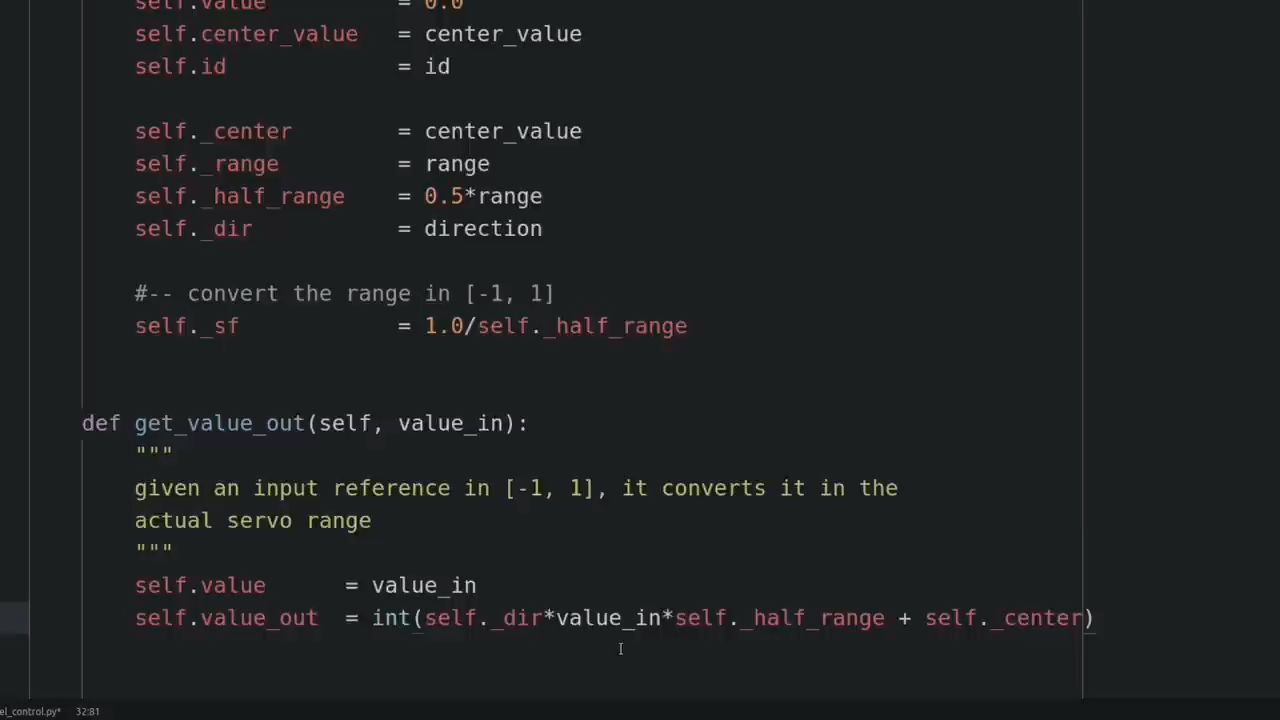 self.value = 0.0
self.center_value = center_value
self.id = id
self._center = center_value
self._range = range
self._half_range = 0.5*range
self._dir = direction
#-- convert the range in [-1, 1]
self._sf = 1.0/self._half_range
def get_value_out(self, value_in):
"""
given an input reference in [-1, 1], it converts it in the
actual servo range
"""
self.value = value_in
self.value_out = int(self._dir*value_in*self._half_range + self._center)
el_control.py* 32:81